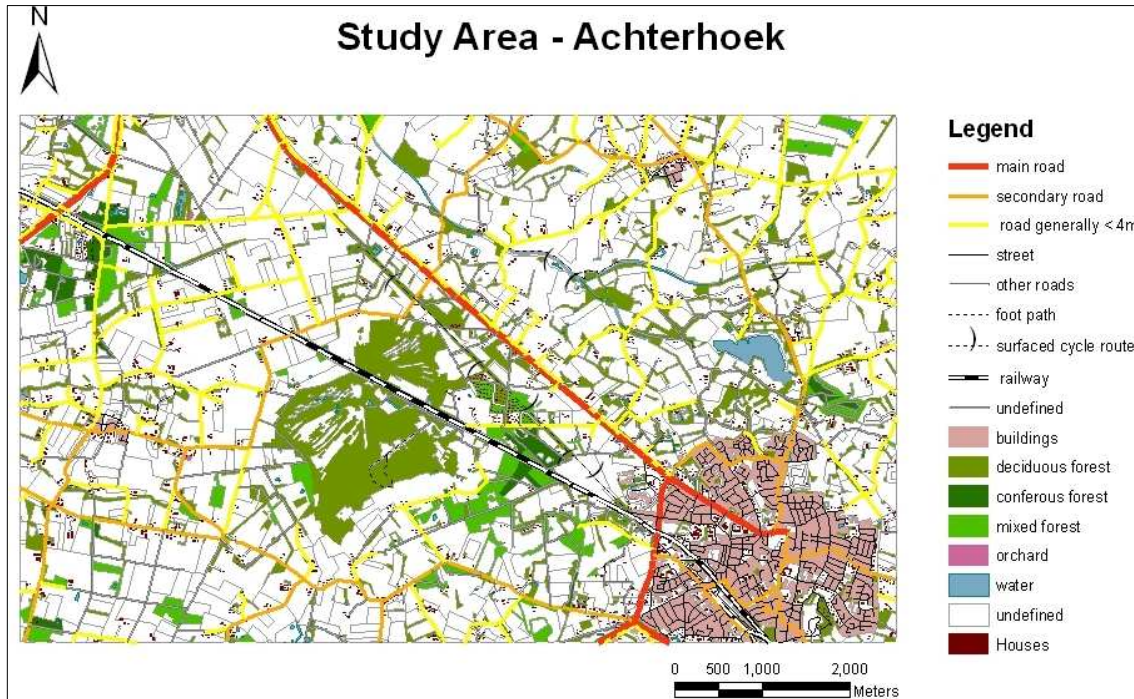 N
Study Area - Achterhoek
Legend
main road
secondary road
road generally < 4m
street
other roads
foot path
surfaced cycle route
railway
undefined
buildings
deciduous forest
conferous forest
mixed forest
orchard
water
undefined
Houses
0 500 1,000 2,000
Meters